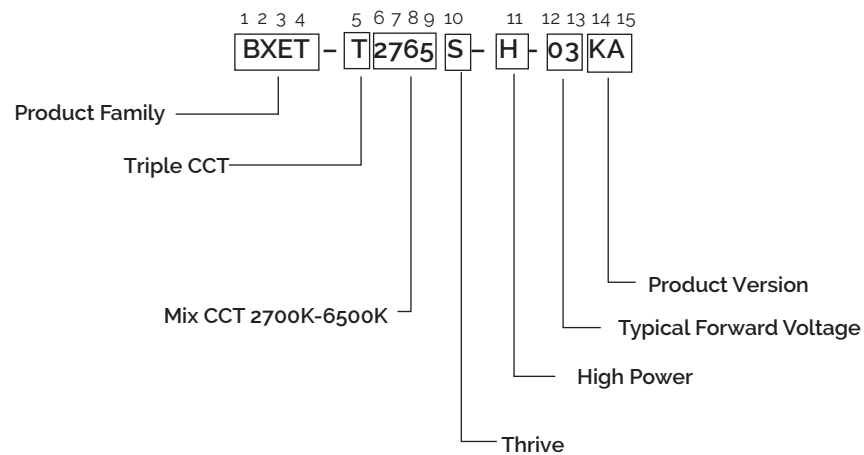 1 2 3 4 5 6 7 8 9 10 11 12 13 14 15
BXET – T 2765 S – H - 03 KA
Product Family
Triple CCT
Product Version
Mix CCT 2700K-6500K
Typical Forward Voltage
High Power
Thrive